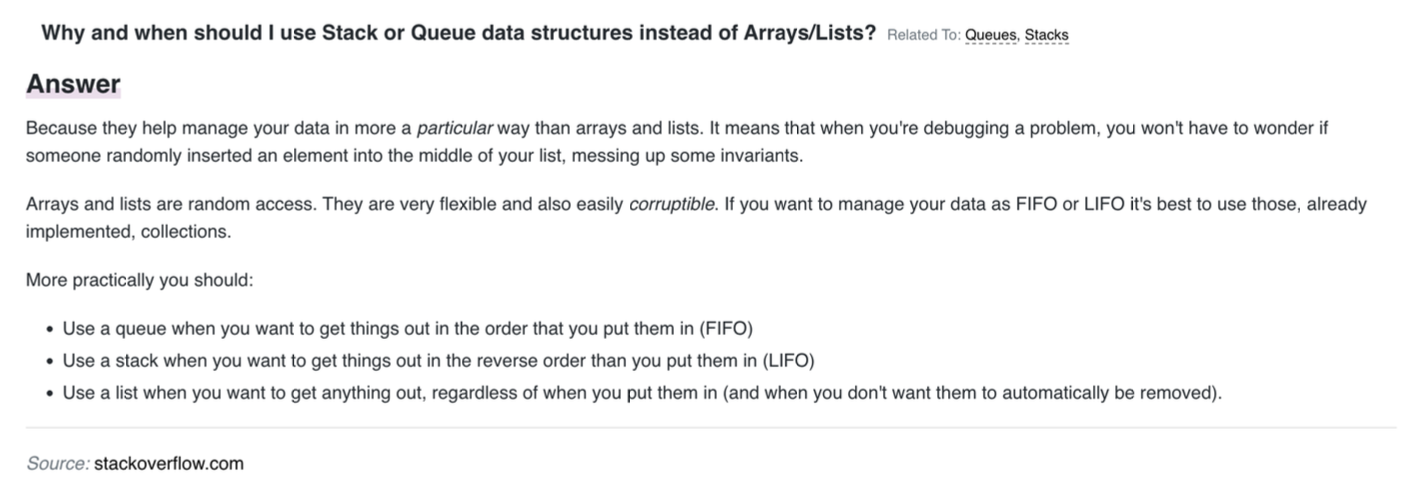 Why and when should I use Stack or Queue data structures instead of Arrays/Lists? Related To: Queues, Stacks
Answer
Because they help manage your data in more a particular way than arrays and lists. It means that when you're debugging a problem, you won't have to wonder if
someone randomly inserted an element into the middle of your list, messing up some invariants.
Arrays and lists are random access. They are very flexible and also easily corruptible. If you want to manage your data as FIFO or LIFO it's best to use those, already
implemented, collections.
More practically you should:
• Use a queue when you want to get things out in the order that you put them in (FIFO)
• Use a stack when you want to get things out in the reverse order than you put them in (LIFO)
• Use a list when you want to get anything out, regardless of when you put them in (and when you don't want them to automatically be removed).
Source: stackoverflow.com